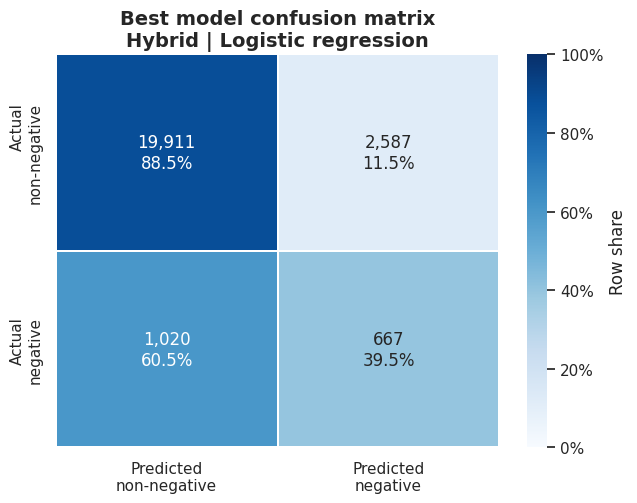 Best model confusion matrix
Hybrid | Logistic regression
Actual
non-negative
19,911
88.5%
2,587
11.5%
Actual
negative
1,020
60.5%
667
39.5%
Predicted
non-negative
Predicted
negative
100%
80%
60%
40%
20%
0%
Row share